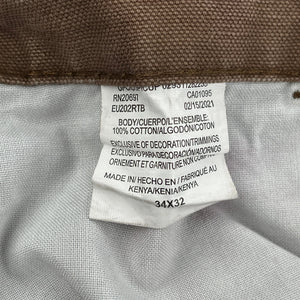 RN20697 CA01095
EU202RTB 02/15/2021
BODY/CUERPO/L'ENSEMBLE:
100% COTTON/ALGODÓN/COTON
EXCLUSIVE OF DECORATION/TRIMMINGS
EXCLUSIVO PARA DECORACIÓN/ADORNOS
ORNEMENT ET GARNITURE NON COMPRIS
MADE IN/ HECHO EN / FABRIQUÉ AU
KENYA/KENIA/KENYA
34X32